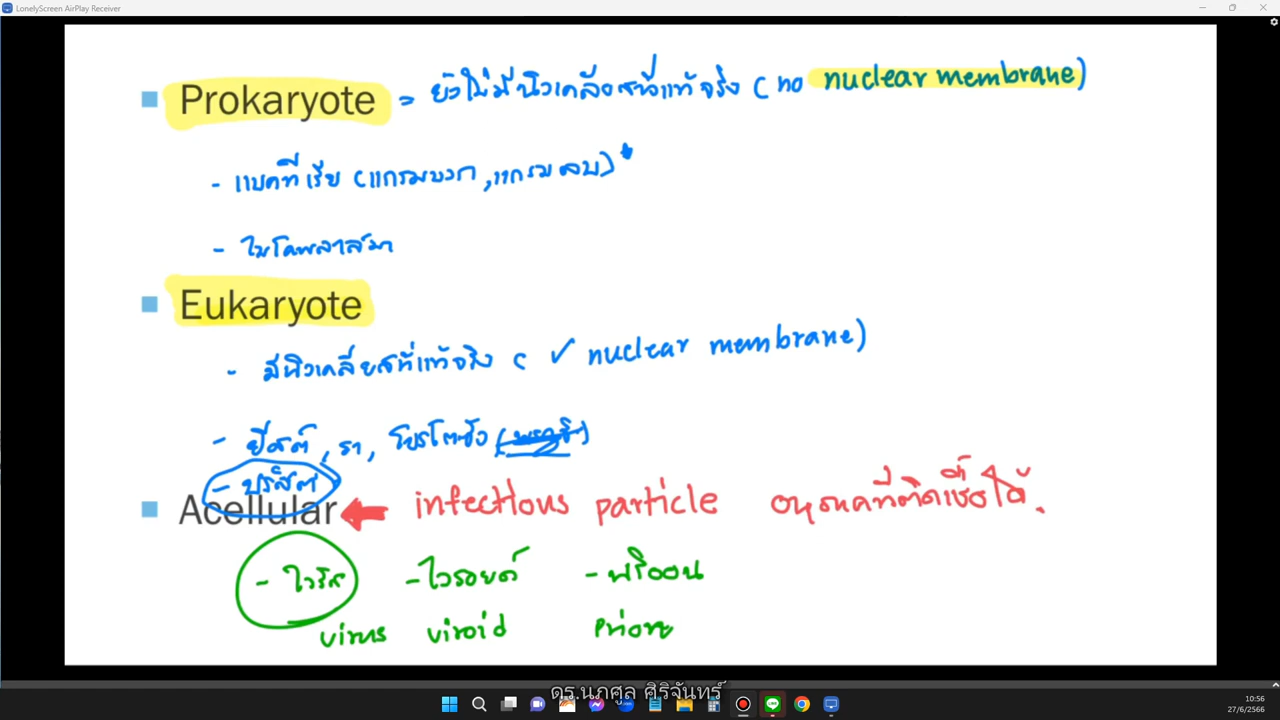 LonelyScreen AirPlay Receiver
Prokaryote = ยังไม่มีนิวเคลียสที่แท้จริง (no nuclear membrane)
- แบคทีเรีย (แกรมบวก, แกรมลบ)*
- ไมโคพลาสมา
Eukaryote
- มีนิวเคลียสที่แท้จริง ( ✓ nuclear membrane)
- ยีสต์, รา, โปรโตซัว
- ปรสิต
Acellular infectious particle อนุภาคที่ติดเชื้อได้.
- ไวรัส - ไวรอยด์ - พรีออน
virus viroid Prion
ดร.นภศูล ศิริจันทร์
10:56
27/6/2566